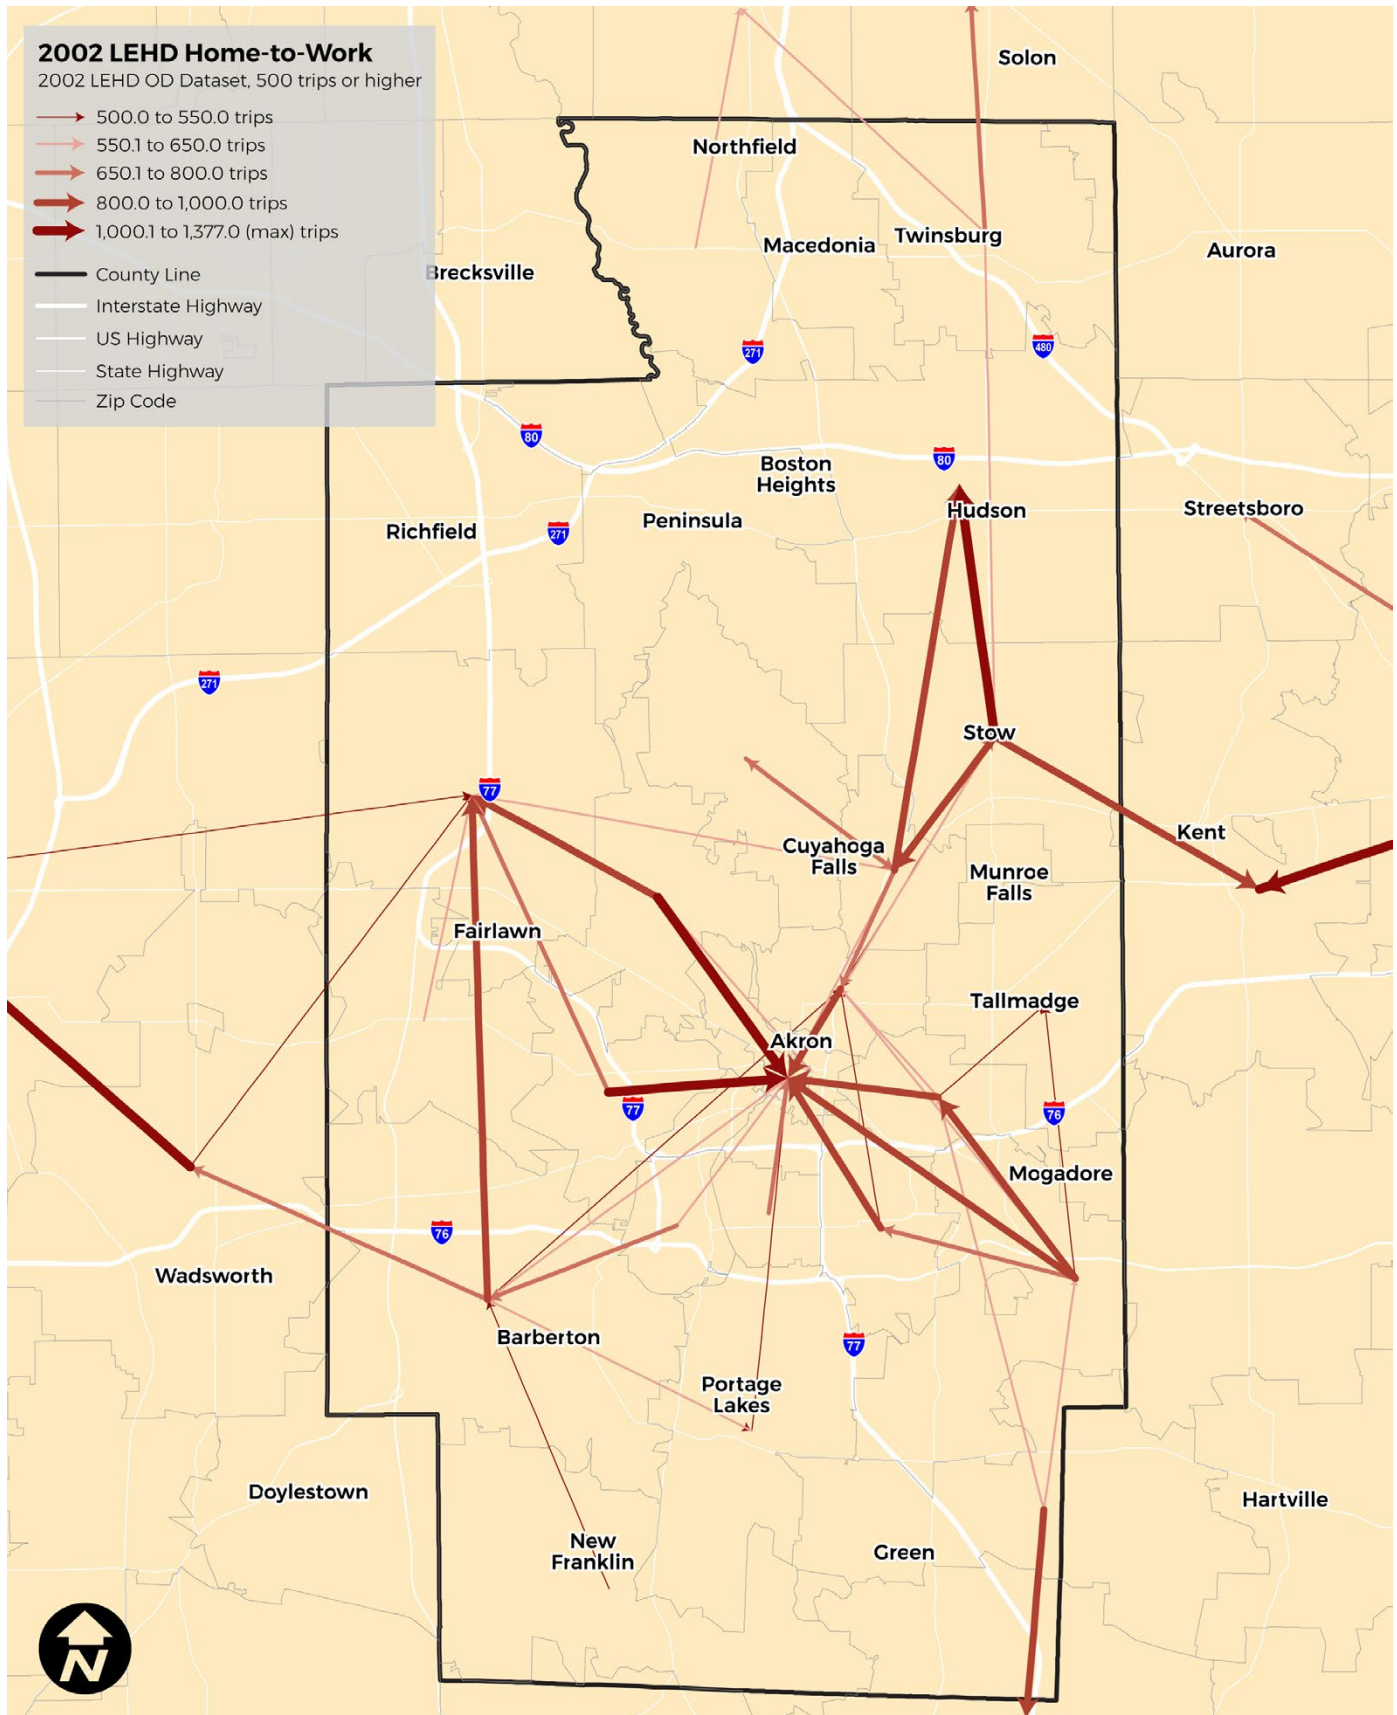 2002 LEHD Home-to-Work
2002 LEHD OD Dataset, 500 trips or higher
500.0 to 550.0 trips
550.1 to 650.0 trips
650.1 to 800.0 trips
800.0 to 1,000.0 trips
1,000.1 to 1,377.0 (max) trips
County Line
Interstate Highway
US Highway
State Highway
Zip Code
Solon
Northfield
Twinsburg
Macedonia
Aurora
Brecksville
271
480
80
80
Boston
Heights
Hudson
Streetsboro
Peninsula
Richfield
271
271
Stow
77
Kent
Cuyahoga
Falls
Munroe
Falls
Fairlawn
Tallmadge
Akron
77
76
Mogadore
76
Wadsworth
Barberton
77
Portage
Lakes
Doylestown
Hartville
New
Franklin
Green
N